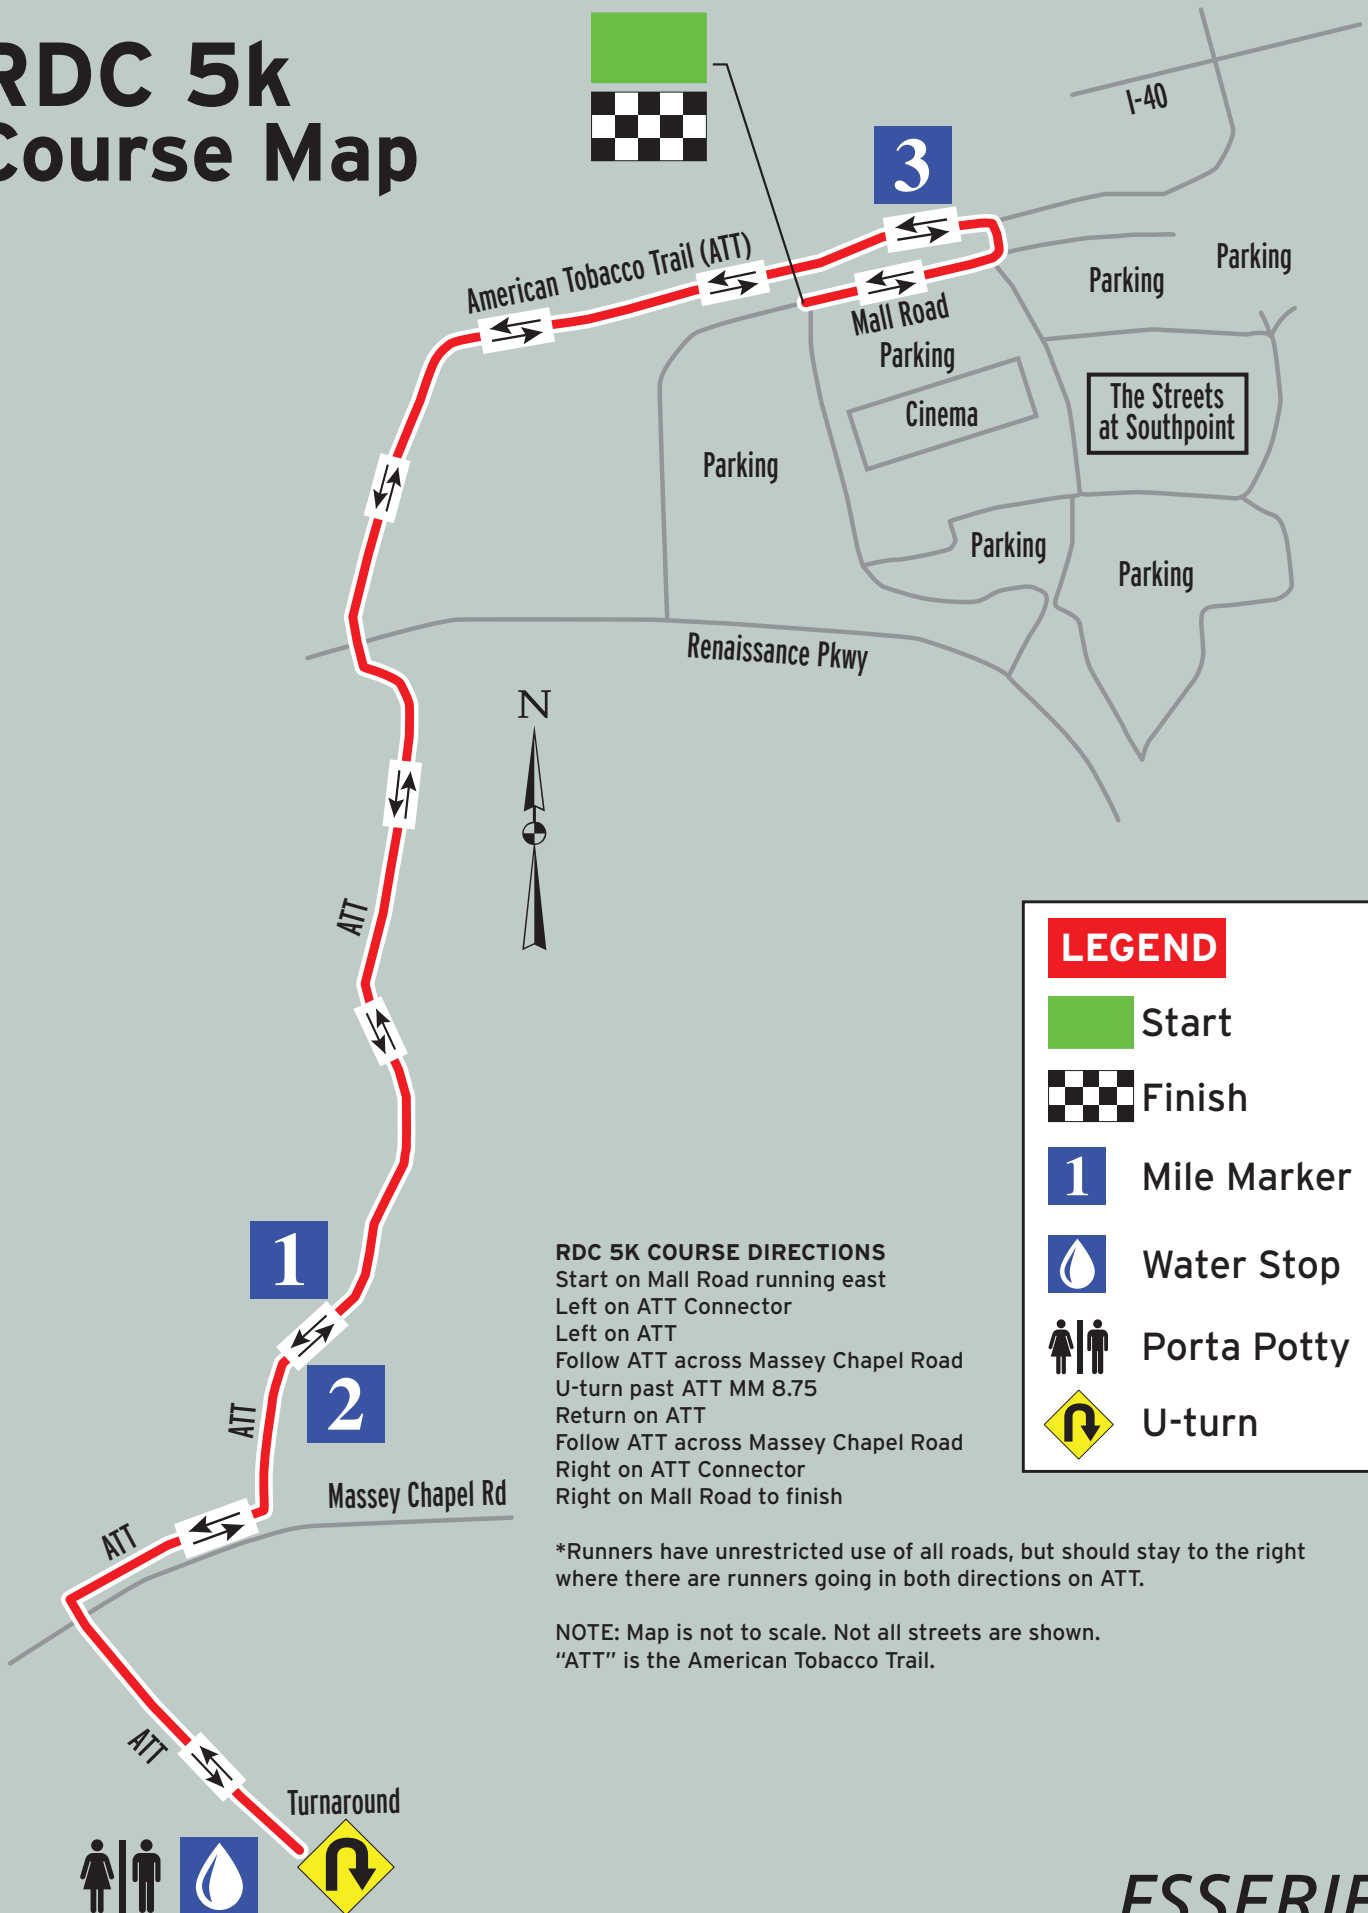 RDC 5k
Course Map
3
I-40
American Tobacco Trail (ATT)
Mall Road
Parking
Parking
Parking
Cinema
The Streets
at Southpoint
Parking
Parking
Parking
Renaissance Pkwy
N
ATT
LEGEND
Start
Finish
1 Mile Marker
Water Stop
Porta Potty
U-turn
1
2
ATT
Massey Chapel Rd
ATT
ATT
Turnaround
RDC 5K COURSE DIRECTIONS
Start on Mall Road running east
Left on ATT Connector
Left on ATT
Follow ATT across Massey Chapel Road
U-turn past ATT MM 8.75
Return on ATT
Follow ATT across Massey Chapel Road
Right on ATT Connector
Right on Mall Road to finish
*Runners have unrestricted use of all roads, but should stay to the right
where there are runners going in both directions on ATT.
NOTE: Map is not to scale. Not all streets are shown.
“ATT” is the American Tobacco Trail.